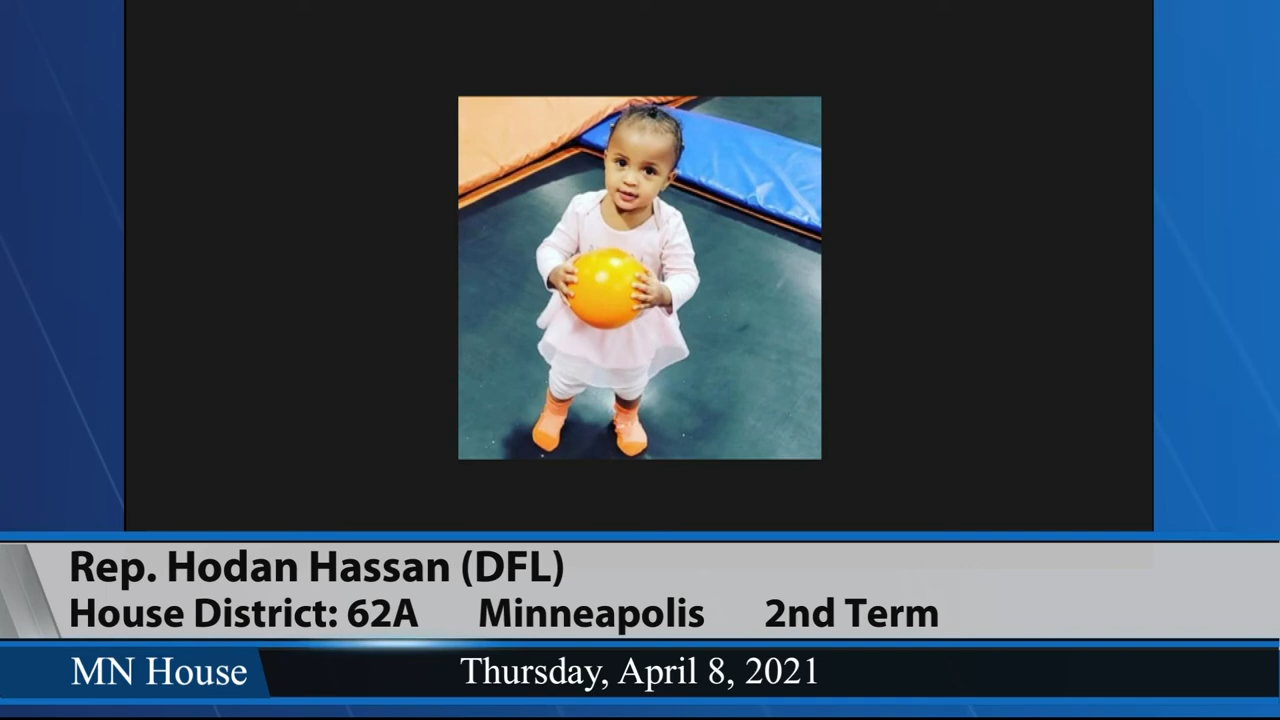 Rep. Hodan Hassan (DFL)
House District: 62A Minneapolis 2nd Term
MN House Thursday, April 8, 2021